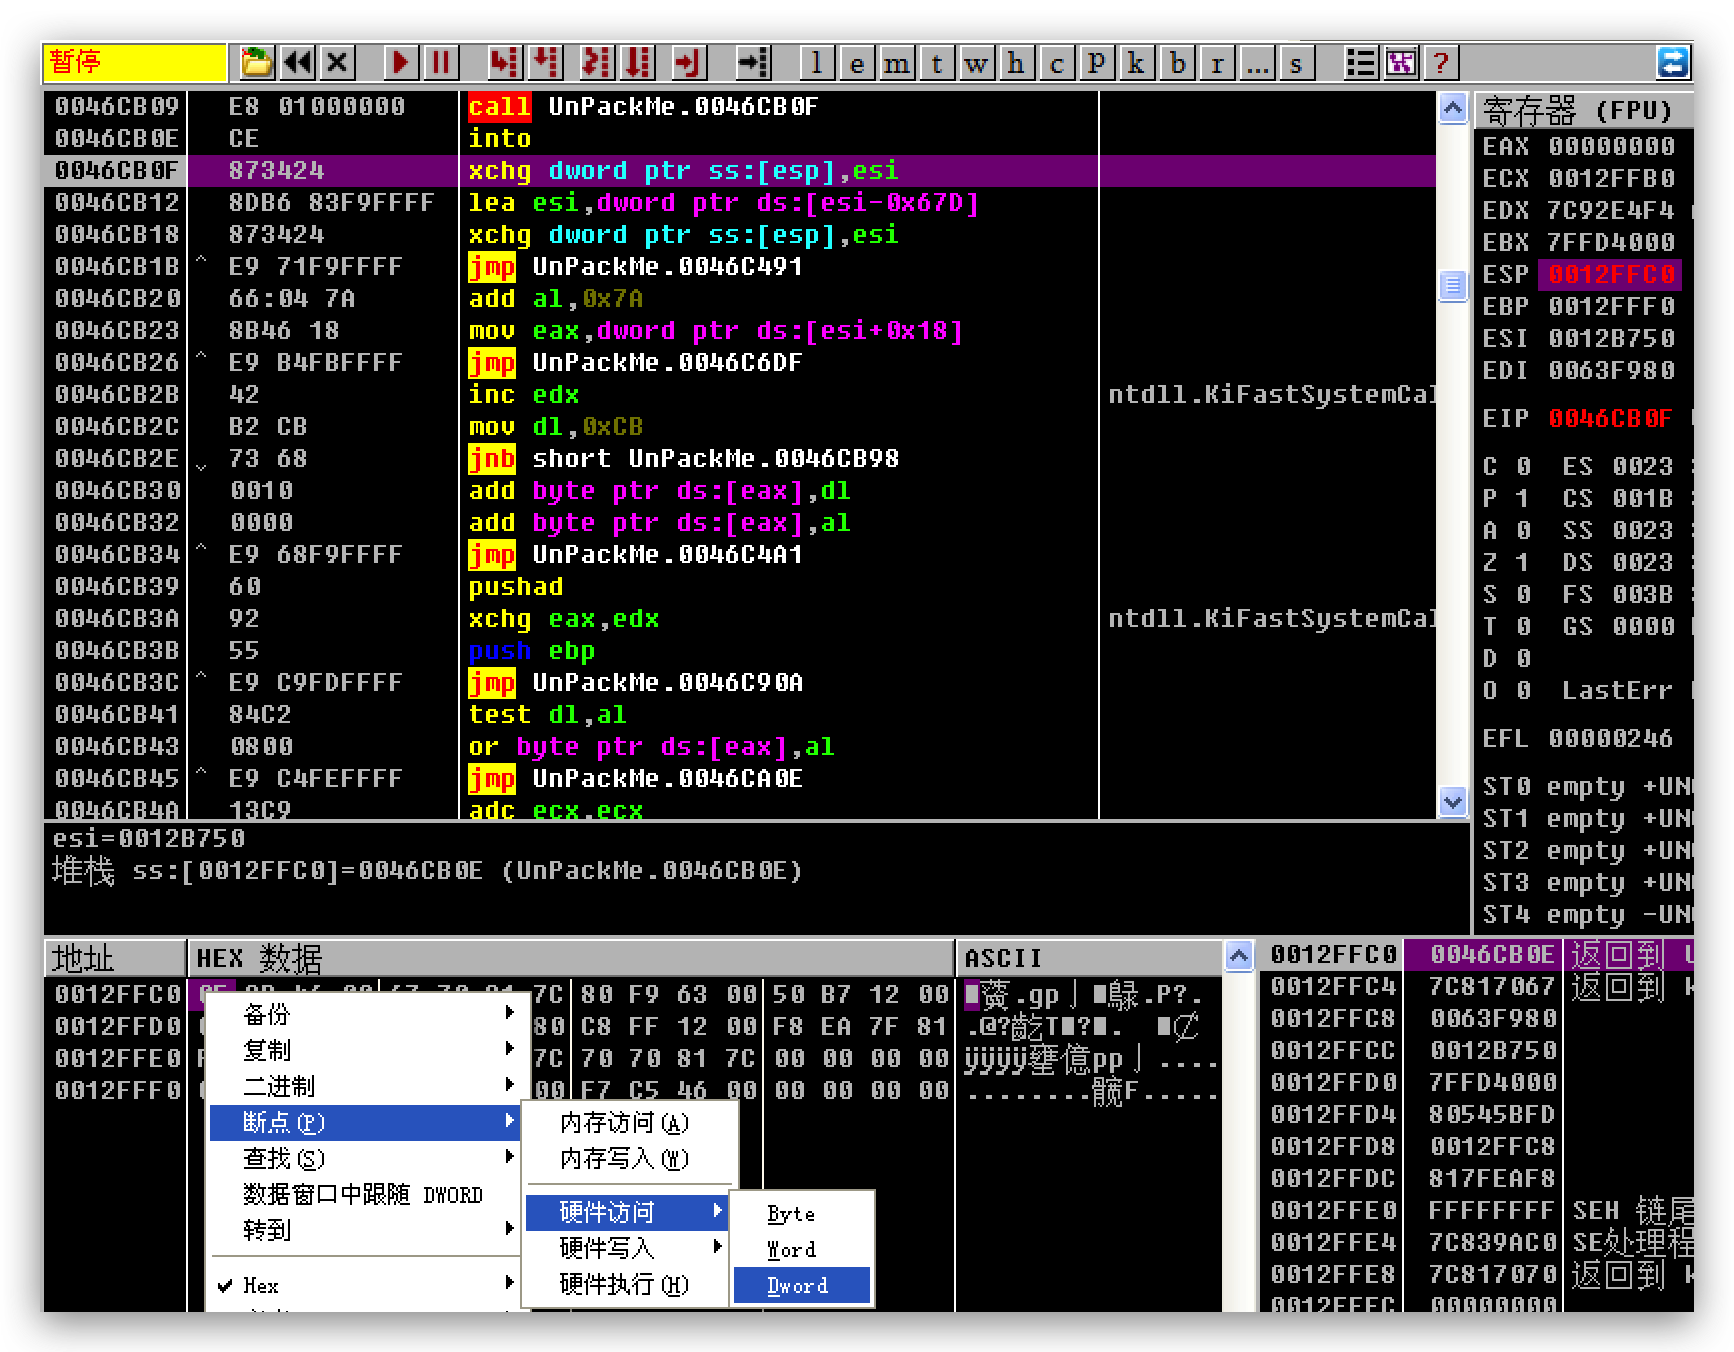 暂停 l e m t w h c p k b r ... s ?
0046CB09 E8 01000000 call UnPackMe.0046CB0F
0046CB0E CE into
0046CB0F 873424 xchg dword ptr ss:[esp],esi
0046CB12 8DB6 83F9FFFF lea esi,dword ptr ds:[esi-0x67D]
0046CB18 873424 xchg dword ptr ss:[esp],esi
0046CB1B ^ E9 71F9FFFF jmp UnPackMe.0046C491
0046CB20 66:04 7A add al,0x7A
0046CB23 8B46 18 mov eax,dword ptr ds:[esi+0x18]
0046CB26 ^ E9 B4FBFFFF jmp UnPackMe.0046C6DF
0046CB2B 42 inc edx ntdll.KiFastSystemCal
0046CB2C B2 CB mov dl,0xCB
0046CB2E 73 68 jnb short UnPackMe.0046CB98
0046CB30 0010 add byte ptr ds:[eax],dl
0046CB32 0000 add byte ptr ds:[eax],al
0046CB34 ^ E9 68F9FFFF jmp UnPackMe.0046C4A1
0046CB39 60 pushad
0046CB3A 92 xchg eax,edx ntdll.KiFastSystemCal
0046CB3B 55 push ebp
0046CB3C ^ E9 C9FDFFFF jmp UnPackMe.0046C90A
0046CB41 84C2 test dl,al
0046CB43 0800 or byte ptr ds:[eax],al
0046CB45 ^ E9 C4FEFFFF jmp UnPackMe.0046CA0E
0046CB4A 13C9 adc ecx,ecx
esi=0012B750
堆栈 ss:[0012FFC0]=0046CB0E (UnPackMe.0046CB0E)
寄存器 (FPU)
EAX 00000000
ECX 0012FFB0
EDX 7C92E4F4
EBX 7FFD4000
ESP 0012FFC0
EBP 0012FFF0
ESI 0012B750
EDI 0063F980
EIP 0046CB0F
C 0 ES 0023
P 1 CS 001B
A 0 SS 0023
Z 1 DS 0023
S 0 FS 003B
T 0 GS 0000
D 0
O 0 LastErr
EFL 00000246
ST0 empty +UN
ST1 empty +UN
ST2 empty +UN
ST3 empty +UN
ST4 empty -UN
地址 HEX 数据 ASCII
0012FFC0 7C 80 F9 63 00 50 B7 12 00
0012FFD0 80 C8 FF 12 00 F8 EA 7F 81
0012FFE0 7C 70 70 81 7C 00 00 00 00
0012FFF0 00 F7 C5 46 00 00 00 00 00
备份
复制
二进制
断点(P)
查找(S)
数据窗口中跟随 DWORD
转到
Hex
内存访问(A)
内存写入(W)
硬件访问
硬件写入
硬件执行(H)
Byte
Word
Dword
0012FFC0 0046CB0E 返回到
0012FFC4 7C817067 返回到
0012FFC8 0063F980
0012FFCC 0012B750
0012FFD0 7FFD4000
0012FFD4 80545BFD
0012FFD8 0012FFC8
0012FFDC 817FEAF8
0012FFE0 FFFFFFFF SEH 链尾
0012FFE4 7C839AC0 SE处理程
0012FFE8 7C817070 返回到
0012FFEC 00000000